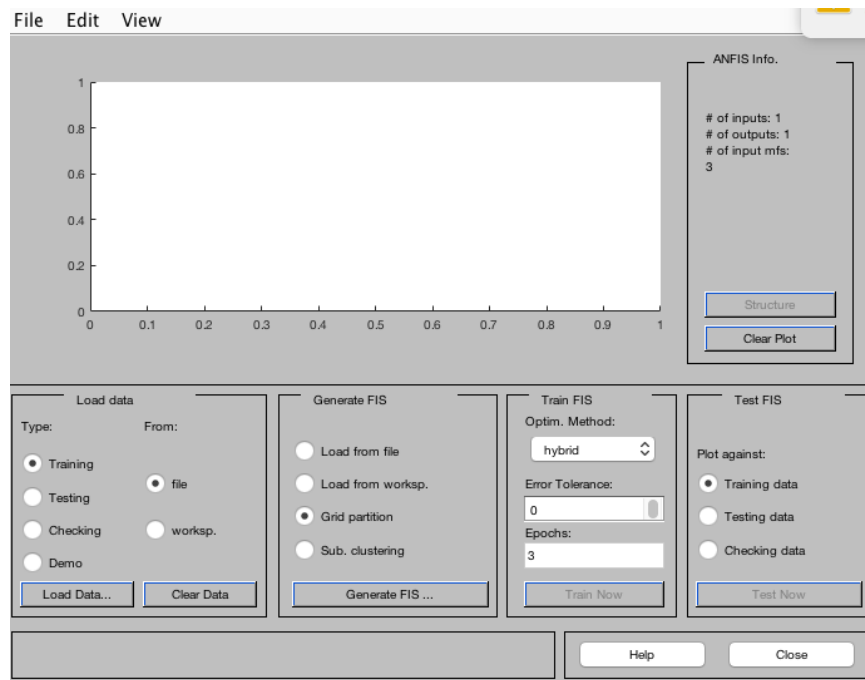 File Edit View
ANFIS Info.
# of inputs: 1
# of outputs: 1
# of input mfs:
3
1
0.8
0.6
0.4
0.2
0
0 0.1 0.2 0.3 0.4 0.5 0.6 0.7 0.8 0.9 1
Structure
Clear Plot
Load data
Type: From:
Training
file
Testing
Checking
worksp.
Demo
Load Data... Clear Data
Generate FIS
Load from file
Load from worksp.
Grid partition
Sub. clustering
Generate FIS ...
Train FIS
Optim. Method:
hybrid
Error Tolerance:
0
Epochs:
3
Train Now
Test FIS
Plot against:
Training data
Testing data
Checking data
Test Now
Help Close